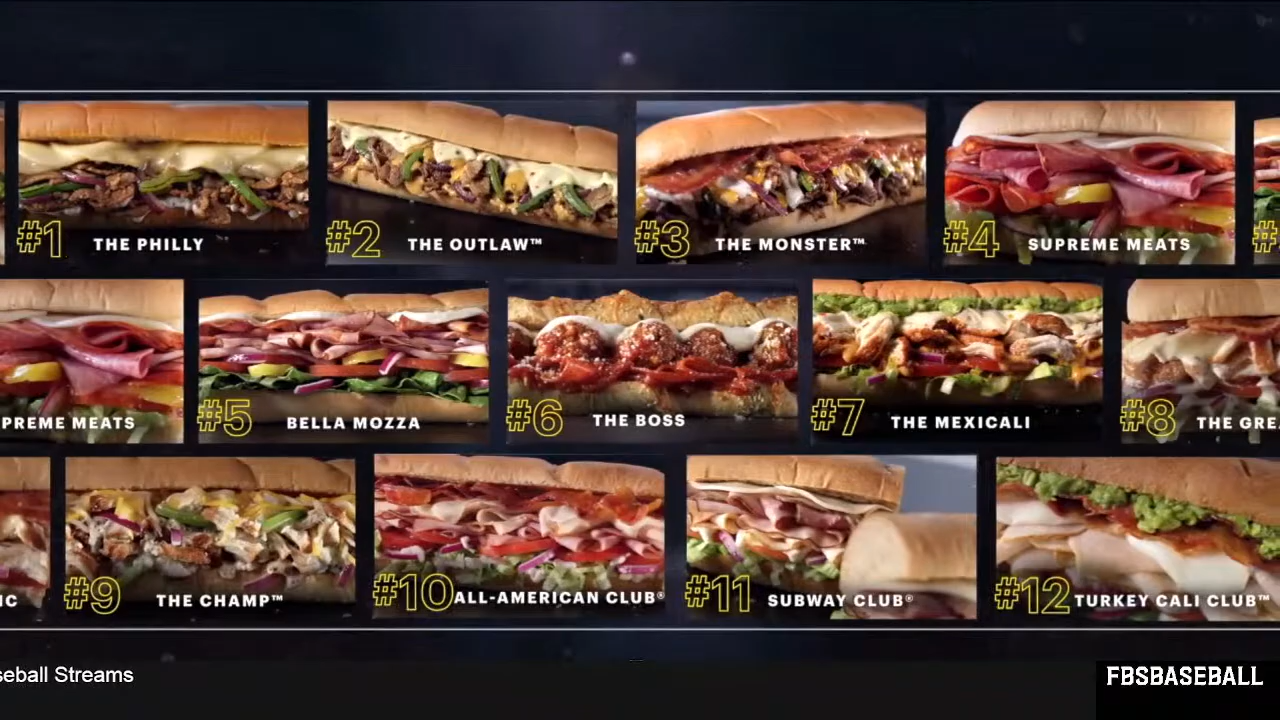 #1 THE PHILLY
#2 THE OUTLAW™
#3 THE MONSTER™
#4 SUPREME MEATS
#
PREME MEATS
#5 BELLA MOZZA
#6 THE BOSS
#7 THE MEXICALI
#8 THE GRE
IC
#9 THE CHAMP™
#10 ALL-AMERICAN CLUB®
#11 SUBWAY CLUB®
#12 TURKEY CALI CLUB™
seball Streams
FBSBASEBALL